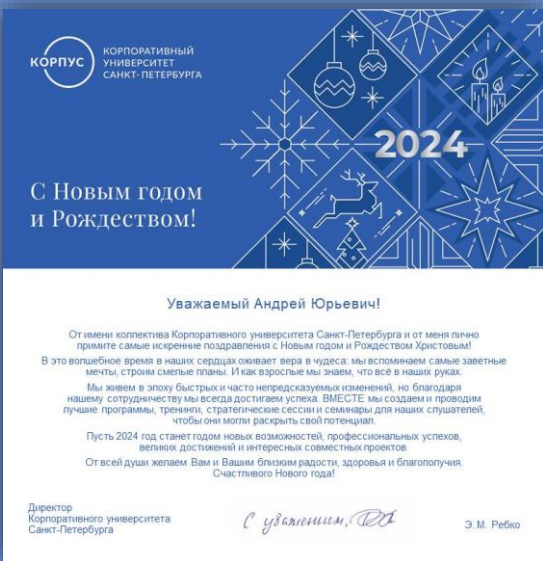 КОРПУС
КОРПОРАТИВНЫЙ
УНИВЕРСИТЕТ
САНКТ-ПЕТЕРБУРГА
2024
С Новым годом
и Рождеством!
Уважаемый Андрей Юрьевич!
От имени коллектива Корпоративного университета Санкт-Петербурга и от меня лично
примите самые искренние поздравления с Новым годом и Рождеством Христовым!
В это волшебное время в наших сердцах оживает вера в чудеса: мы вспоминаем самые заветные
мечты, строим смелые планы. И как взрослые мы знаем, что всё в наших руках.
Мы живем в эпоху быстрых и часто непредсказуемых изменений, но благодаря
нашему сотрудничеству мы всегда достигаем успеха. ВМЕСТЕ мы создаем и проводим
лучшие программы, тренинги, стратегические сессии и семинары для наших слушателей,
чтобы они могли раскрыть свой потенциал.
Пусть 2024 год станет годом новых возможностей, профессиональных успехов,
великих достижений и интересных совместных проектов.
От всей души желаем Вам и Вашим близким радости, здоровья и благополучия.
Счастливого Нового года!
Директор
Корпоративного университета
Санкт-Петербурга
С уважением,
Э. М. Ребко